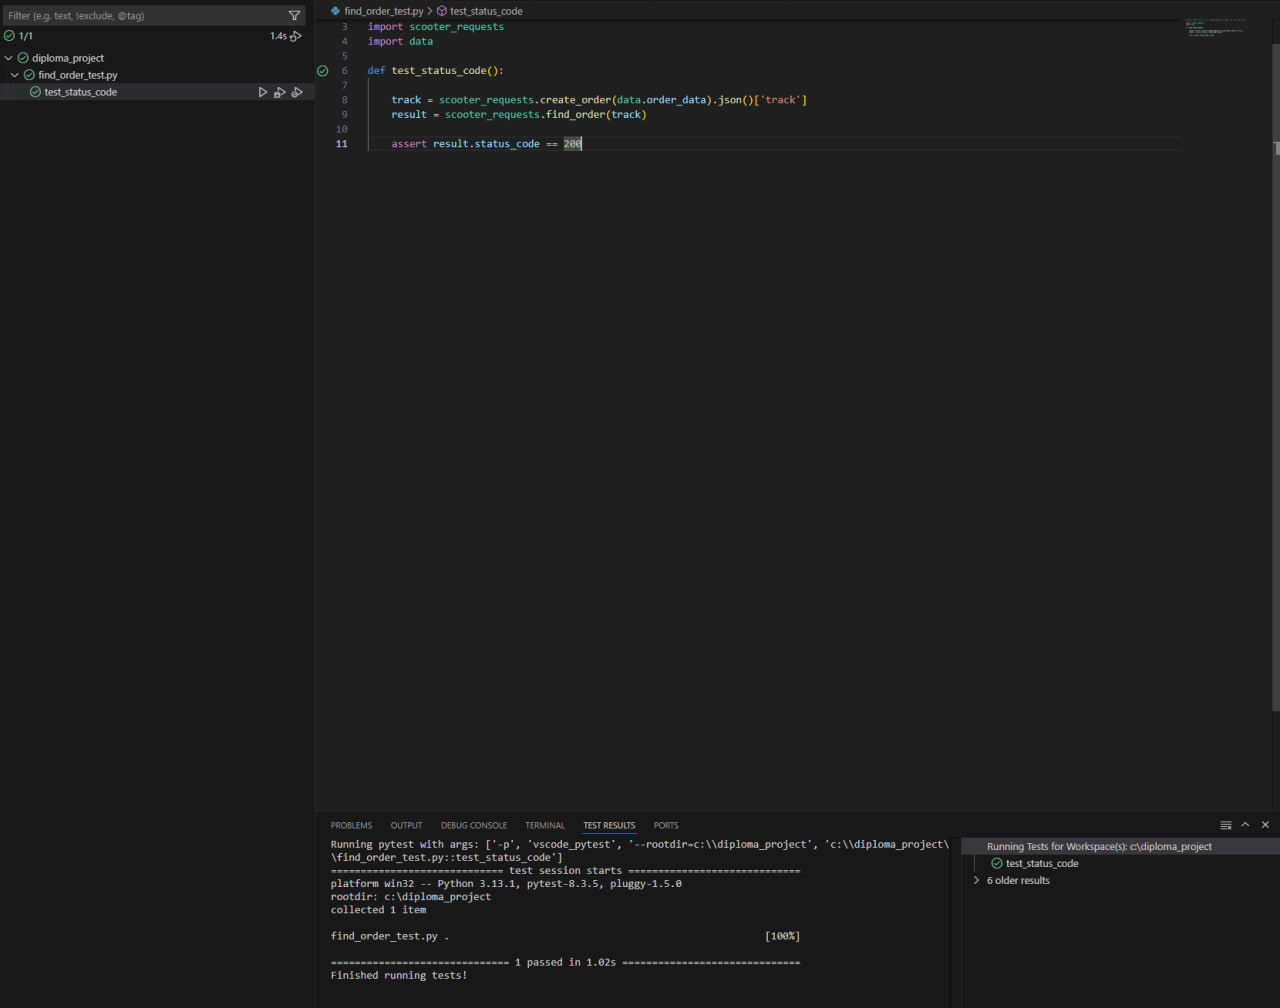 Filter (e.g. text, !exclude, @tag)
1/1 1.4s
diploma_project
find_order_test.py
test_status_code
find_order_test.py > test_status_code
3 import scooter_requests
4 import data
5
6 def test_status_code():
7
8 track = scooter_requests.create_order(data.order_data).json()['track']
9 result = scooter_requests.find_order(track)
10
11 assert result.status_code == 200
PROBLEMS OUTPUT DEBUG CONSOLE TERMINAL TEST RESULTS PORTS
Running pytest with args: ['-p', 'vscode_pytest', '--rootdir=c:\\diploma_project', 'c:\\diploma_project\
\find_order_test.py::test_status_code']
============================= test session starts =============================
platform win32 -- Python 3.13.1, pytest-8.3.5, pluggy-1.5.0
rootdir: c:\diploma_project
collected 1 item
find_order_test.py . [100%]
============================== 1 passed in 1.02s ==============================
Finished running tests!
Running Tests for Workspace(s): c:\diploma_project
test_status_code
6 older results